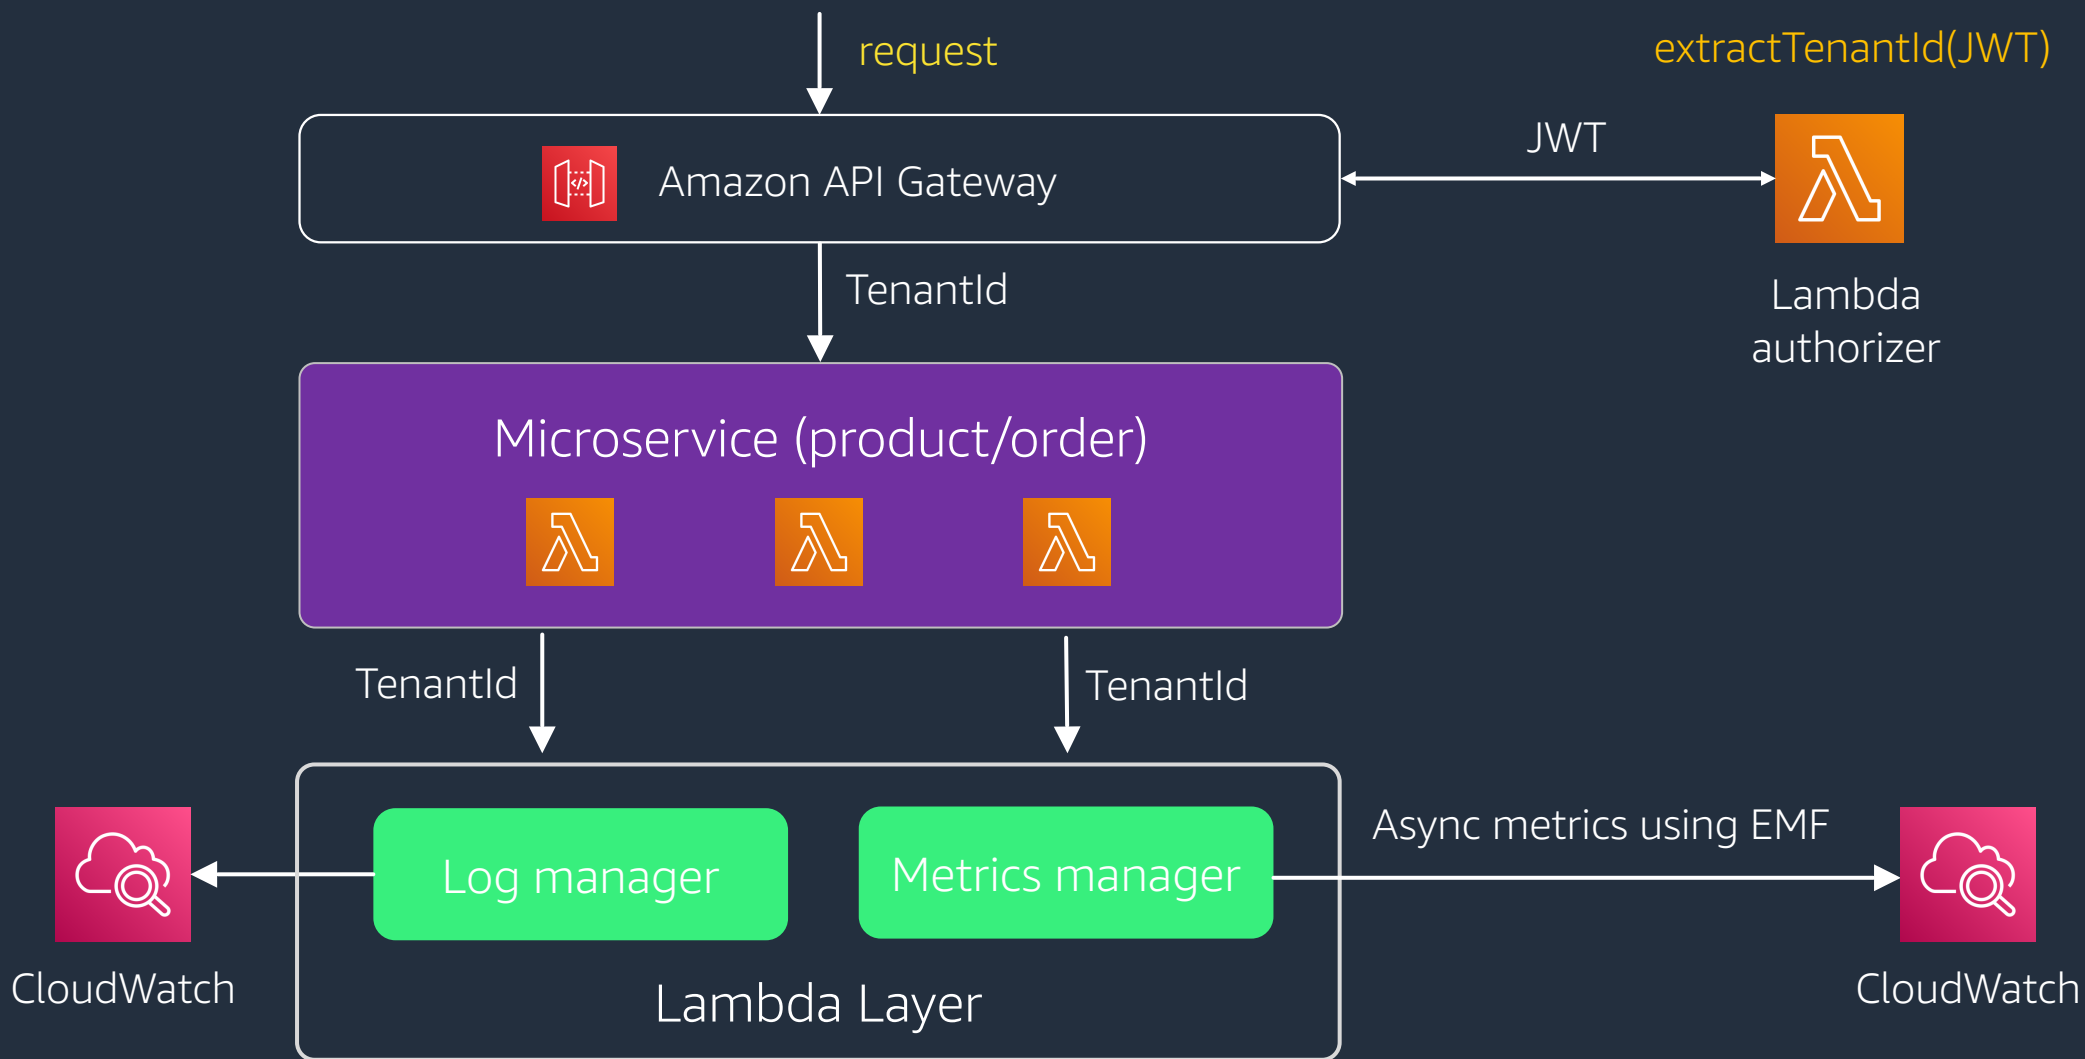 request
extractTenantId(JWT)
JWT
Amazon API Gateway
TenantId
Lambda
authorizer
Microservice (product/order)
TenantId
TenantId
Async metrics using EMF
Log manager
Metrics manager
CloudWatch
Lambda Layer
CloudWatch